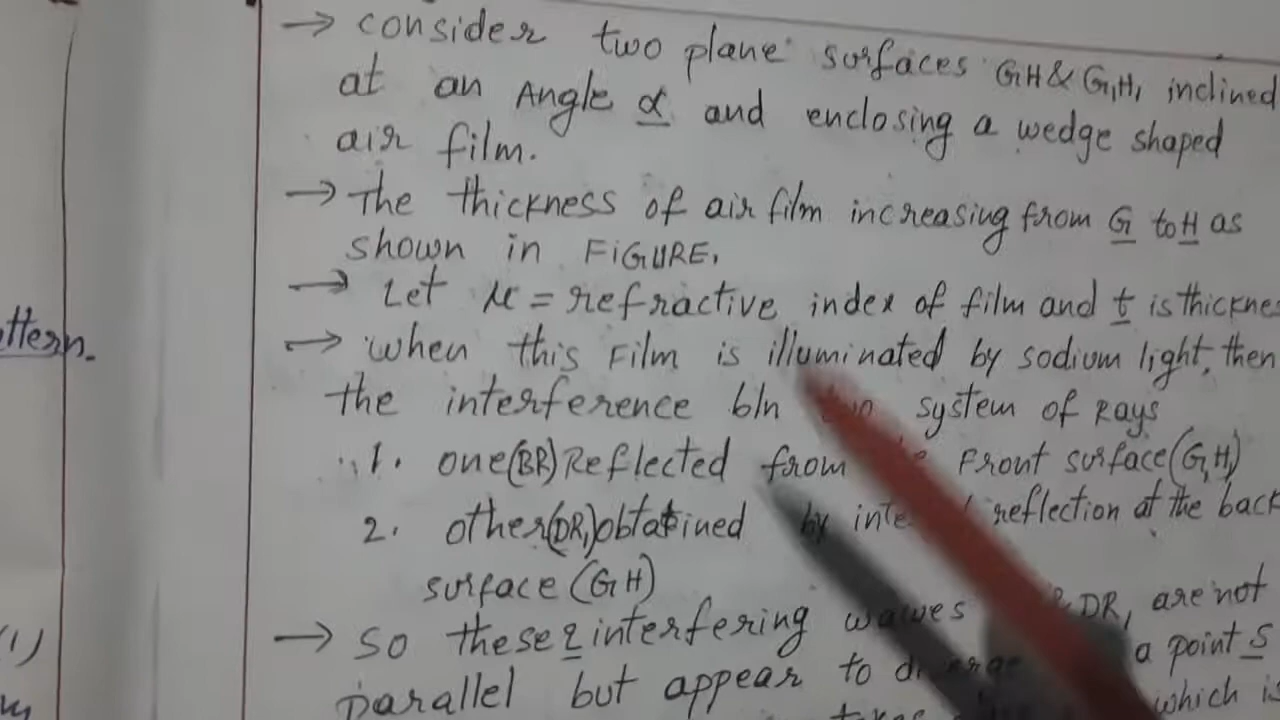 → consider two plane surfaces GH & G₁H₁ inclined
at an Angle α and enclosing a wedge shaped
air film.
→ The thickness of air film increasing from G to H as
shown in FIGURE.
→ Let μ = refractive index of film and t is thickne
ttern.
→ when this Film is illuminated by sodium light, then
the interference b/n system of Rays
1. one(BR) Reflected from Front surface (G₁H₁)
2. other(DR₁) obtained by reflection at the back
surface (GH)
→ so these 2 interfering waves DR₁ are not
(1)
parallel but appear to a point S
which is